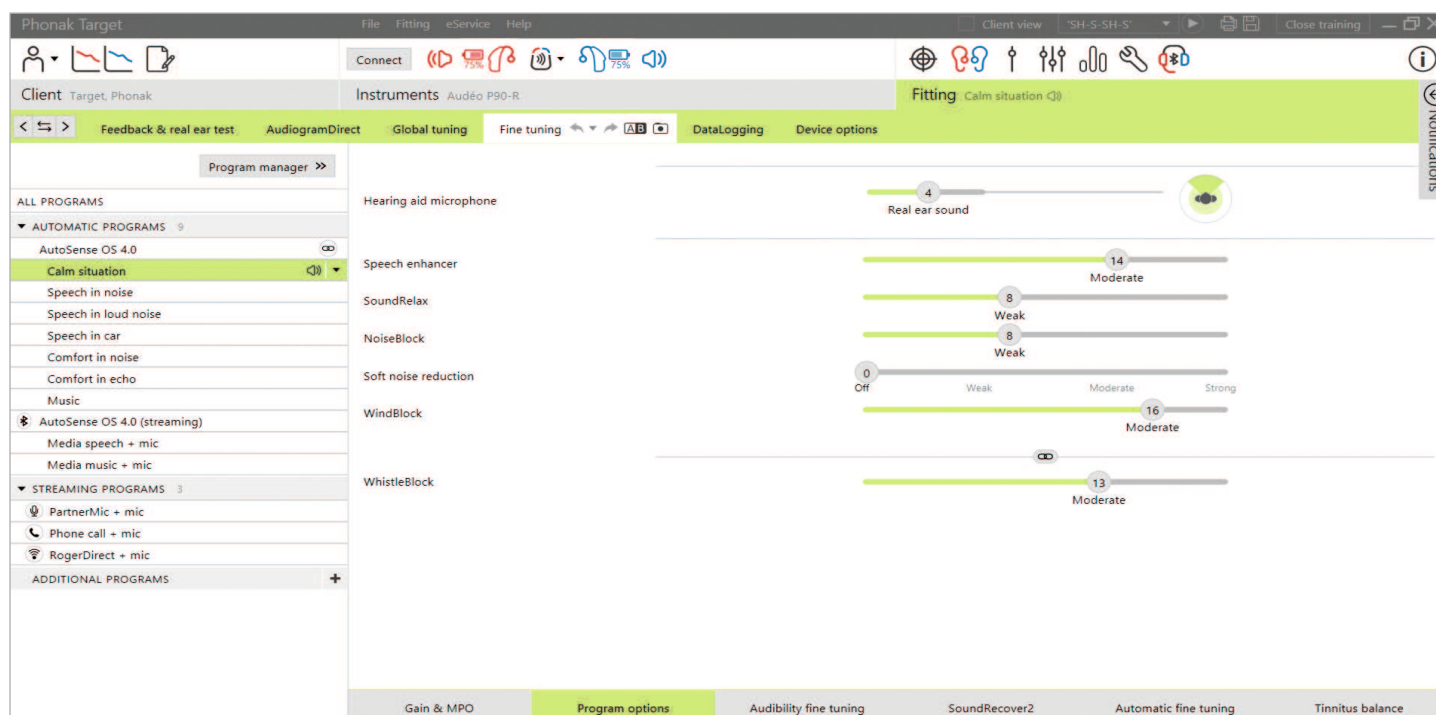 Phonak Target File Fitting eService Help Client view 'SH-S-SH-S' Close training
Connect 75% 75%
Client Target, Phonak Instruments Audéo P90-R Fitting Calm situation
Notifications
Feedback & real ear test AudiogramDirect Global tuning Fine tuning AB DataLogging Device options
Program manager >>
ALL PROGRAMS
AUTOMATIC PROGRAMS 9
AutoSense OS 4.0
Calm situation
Speech in noise
Speech in loud noise
Speech in car
Comfort in noise
Comfort in echo
Music
AutoSense OS 4.0 (streaming)
Media speech + mic
Media music + mic
STREAMING PROGRAMS 3
PartnerMic + mic
Phone call + mic
RogerDirect + mic
ADDITIONAL PROGRAMS +
Hearing aid microphone 4
Real ear sound
Speech enhancer 14
Moderate
SoundRelax 8
Weak
NoiseBlock 8
Weak
Soft noise reduction 0
Off Weak Moderate Strong
WindBlock 16
Moderate
WhistleBlock 13
Moderate
Gain & MPO Program options Audibility fine tuning SoundRecover2 Automatic fine tuning Tinnitus balance